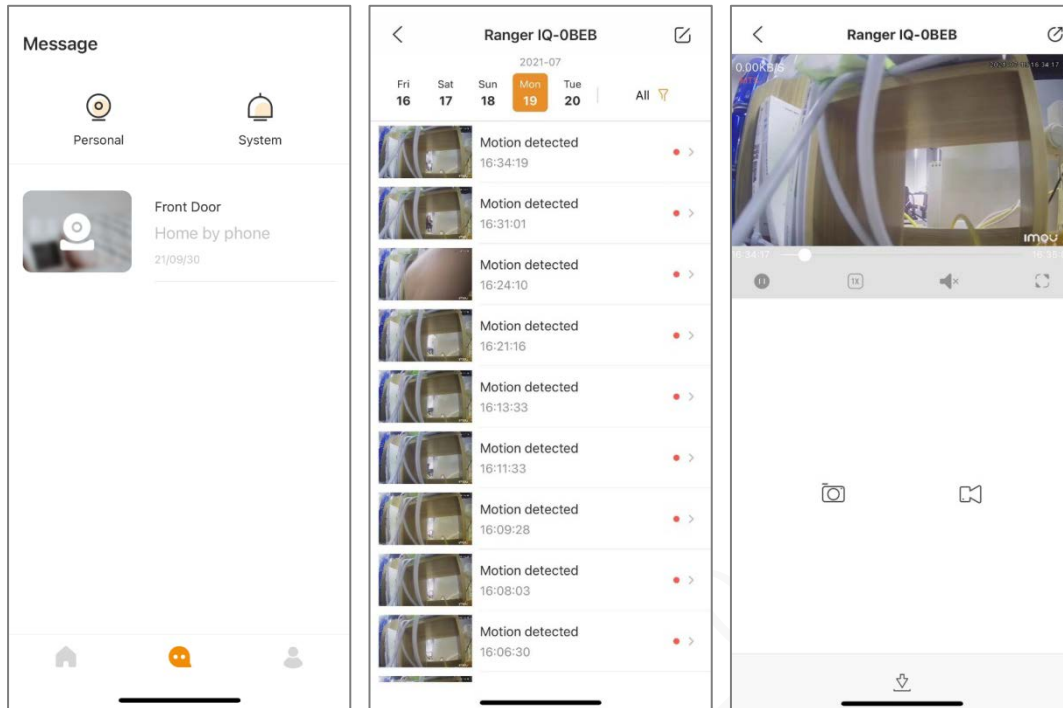 Message
Personal
System
Front Door
Home by phone
21/09/30
Ranger IQ-0BEB
2021-07
Fri Sat Sun Mon Tue
16 17 18 19 20 All
Motion detected
16:34:19
Motion detected
16:31:01
Motion detected
16:24:10
Motion detected
16:21:16
Motion detected
16:13:33
Motion detected
16:11:33
Motion detected
16:09:28
Motion detected
16:08:03
Motion detected
16:06:30
Ranger IQ-0BEB
0.00KB/S
imou
16:34:17
1X